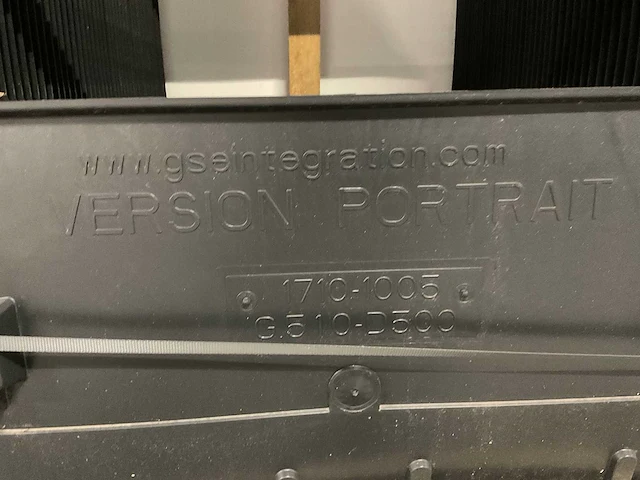 www.gseintegration.com
VERSION PORTRAIT
1710-1005
G.510-D500